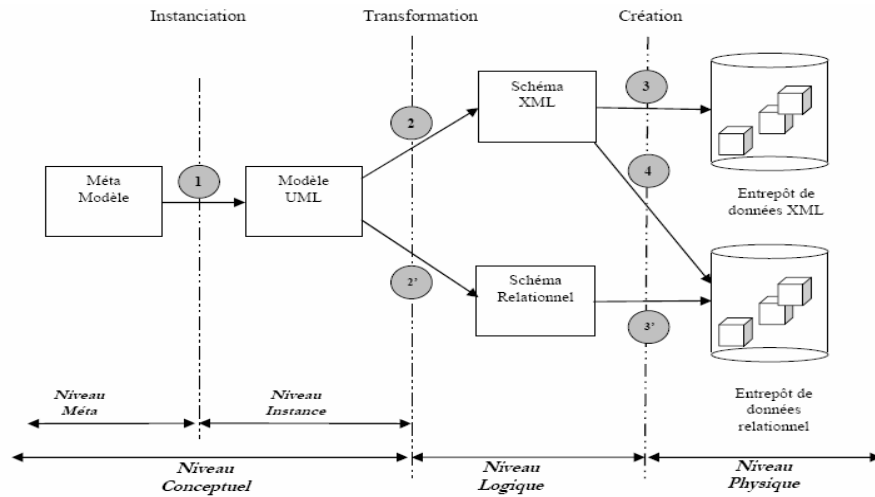 Instanciation
Transformation
Création
Schéma
XML
3
2
Méta
Modèle
1
Modèle
UML
4
Entrepôt de
données XML
2'
Schéma
Relationnel
3'
Niveau
Méta
Niveau
Instance
Entrepôt de
données
relationnel
Niveau
Conceptuel
Niveau
Logique
Niveau
Physique